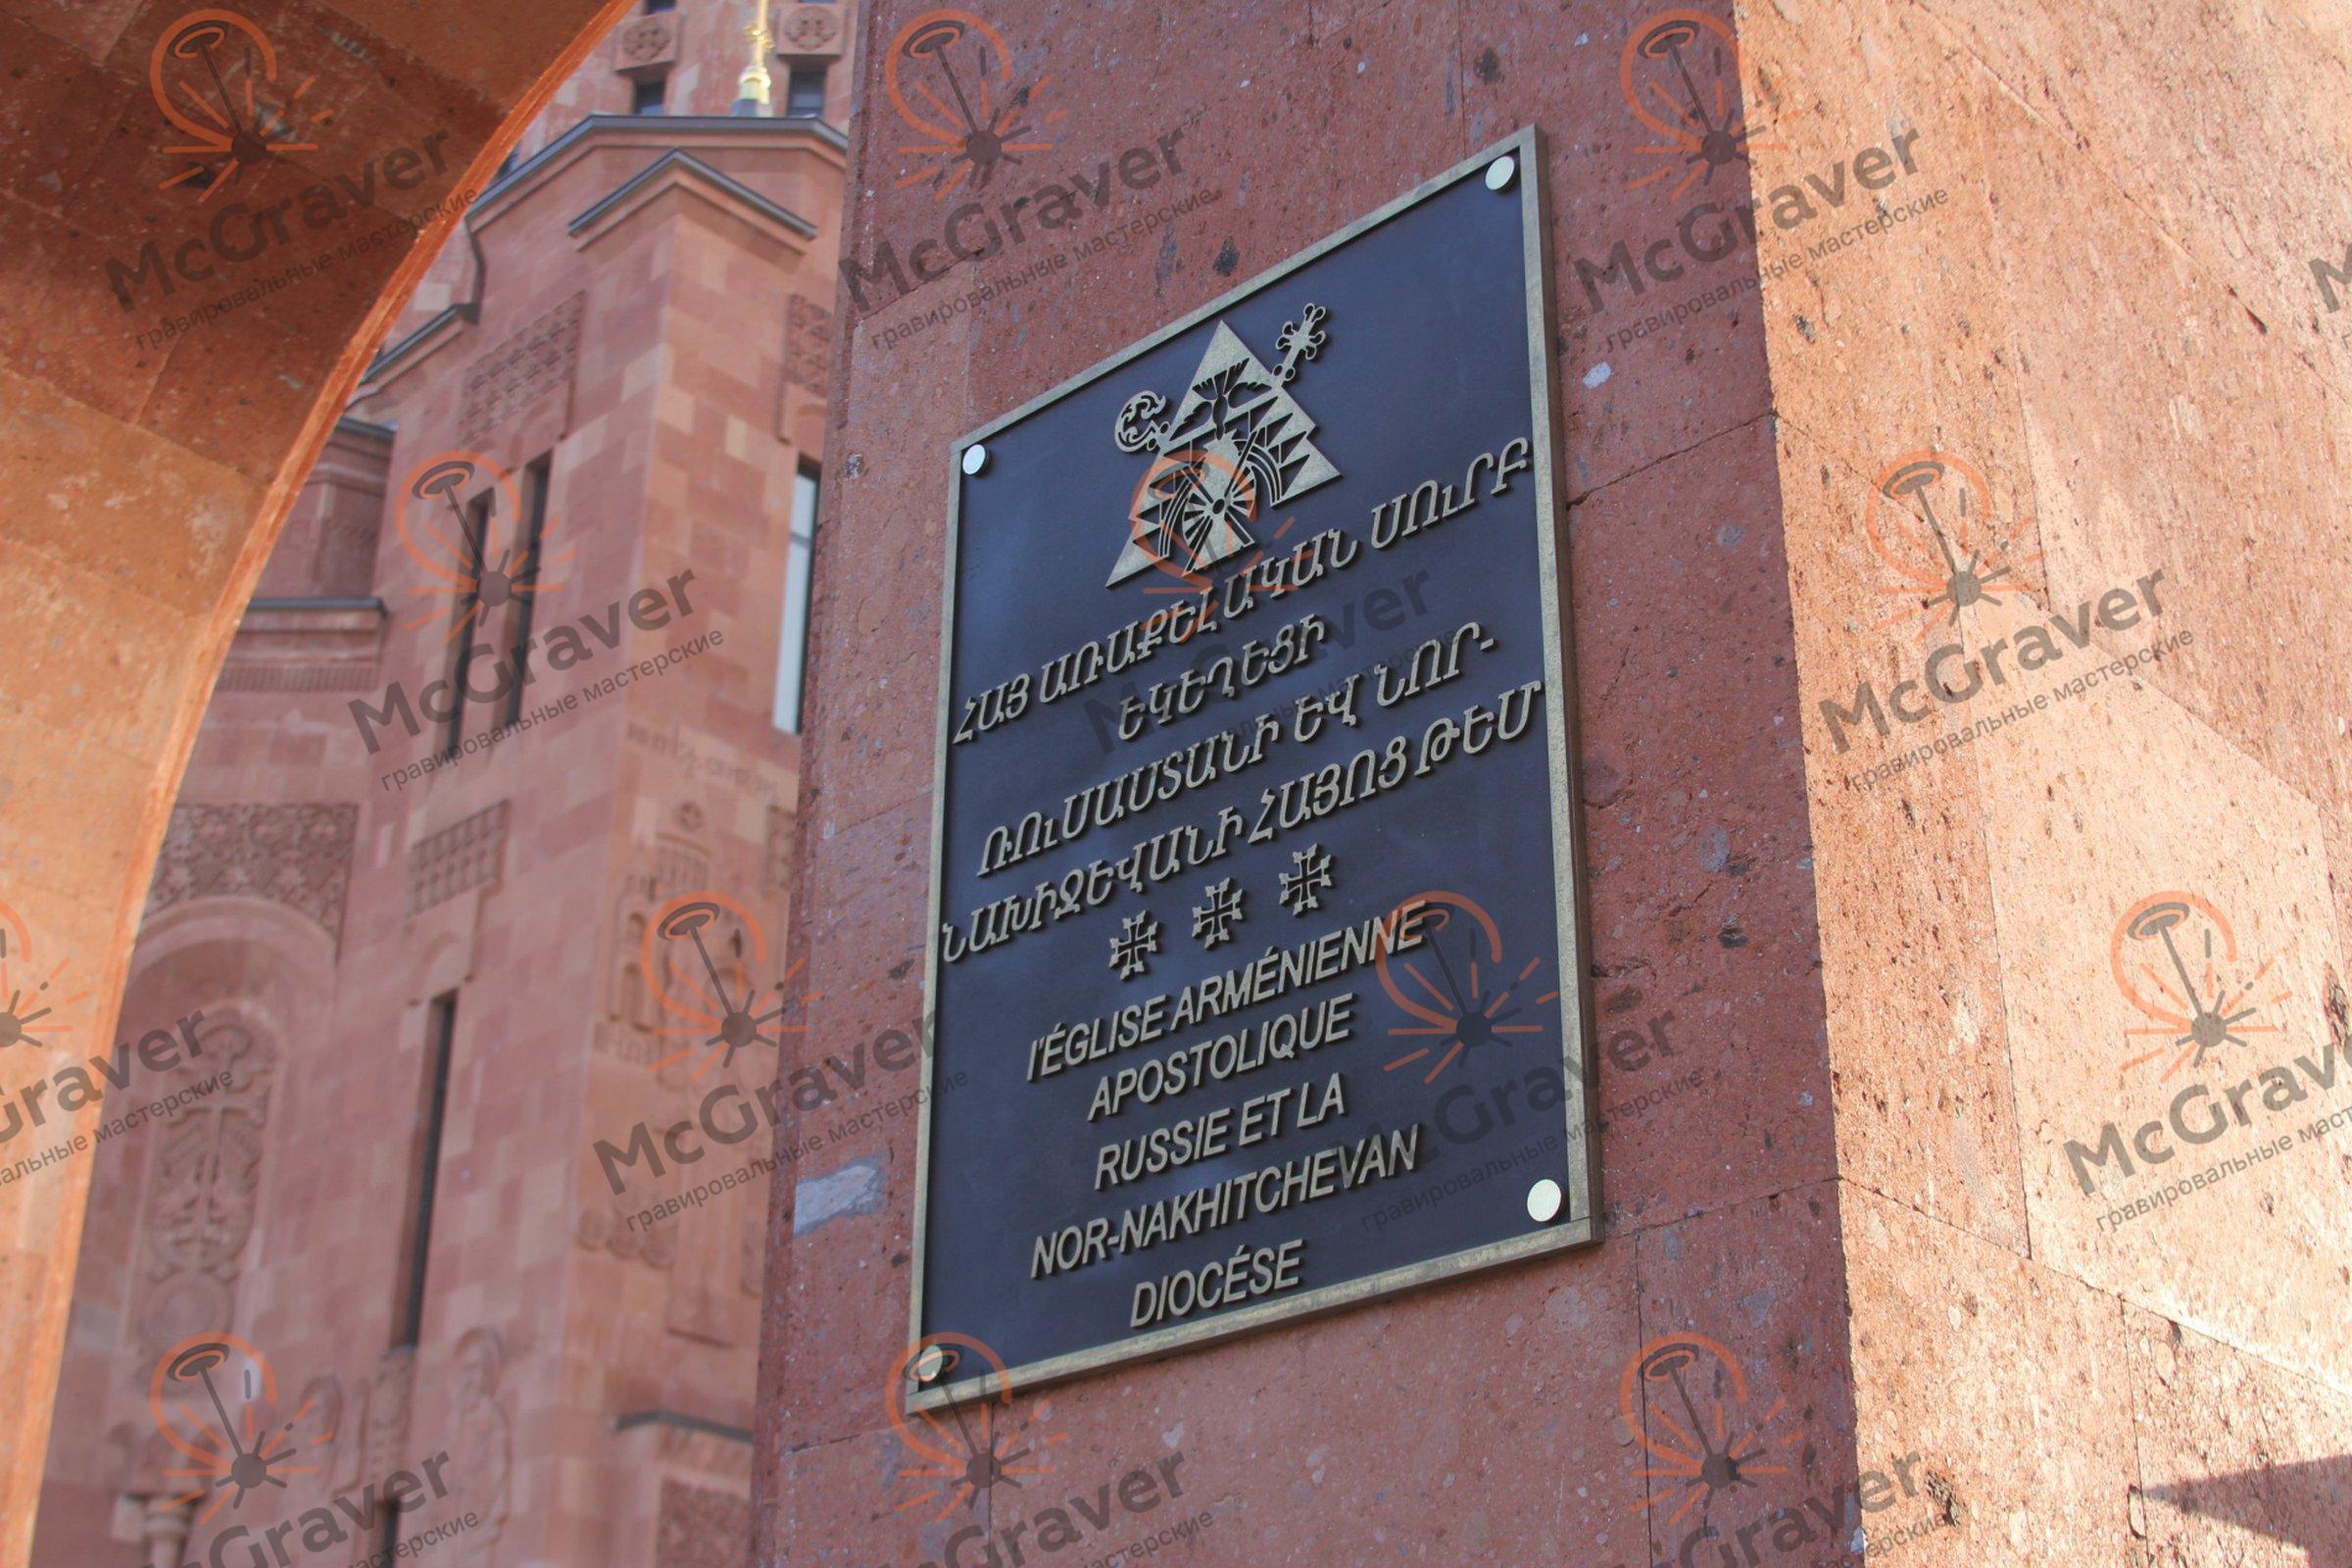 ՀԱՅ ԱՌԱՔԵԼԱԿԱՆ ՍՈՒՐԲ
ԵԿԵՂԵՑԻ
ՌՈՒՍԱՍՏԱՆԻ ԵՎ ՆՈՐ-
ՆԱԽԻՋԵՎԱՆԻ ՀԱՅՈՑ ԹԵՄ
l'ÉGLISE ARMÉNIENNE
APOSTOLIQUE
RUSSIE ET LA
NOR-NAKHITCHEVAN
DIOCÉSE
McGraver
гравировальные мастерские